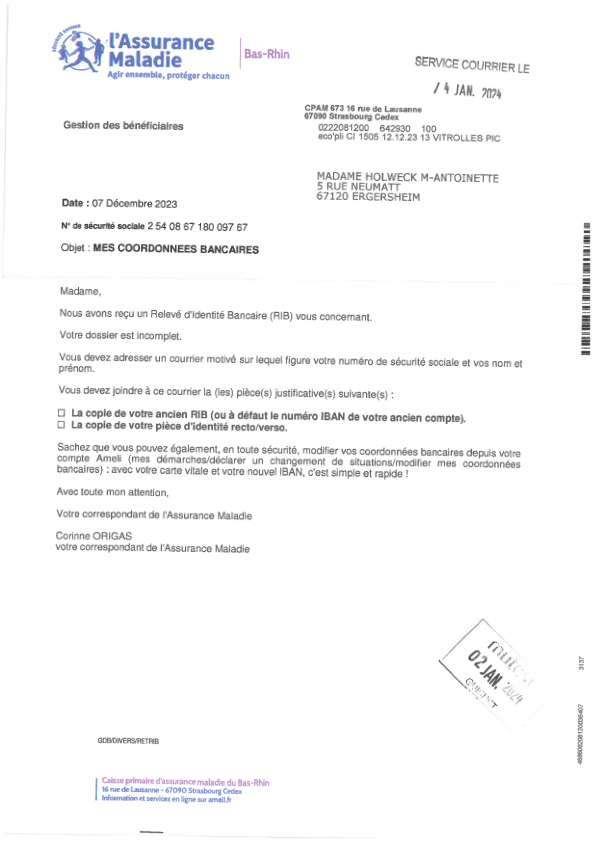 SÉCURITÉ SOCIALE
l'Assurance
Maladie
Agir ensemble, protéger chacun
Bas-Rhin
SERVICE COURRIER LE
/ 4 JAN. 2024
Gestion des bénéficiaires
CPAM 673 16 rue de Lausanne
67090 Strasbourg Cedex
0222081200 642930 100
eco'pli CI 1505 12.12.23 13 VITROLLES PIC
MADAME HOLWECK M-ANTOINETTE
5 RUE NEUMATT
67120 ERGERSHEIM
Date : 07 Décembre 2023
N° de sécurité sociale 2 54 08 67 180 097 67
Objet : MES COORDONNEES BANCAIRES
Madame,
Nous avons reçu un Relevé d'Identité Bancaire (RIB) vous concernant.
Votre dossier est incomplet.
Vous devez adresser un courrier motivé sur lequel figure votre numéro de sécurité sociale et vos nom et
prénom.
Vous devez joindre à ce courrier la (les) pièce(s) justificative(s) suivante(s) :
☐ La copie de votre ancien RIB (ou à défaut le numéro IBAN de votre ancien compte).
☐ La copie de votre pièce d'identité recto/verso.
Sachez que vous pouvez également, en toute sécurité, modifier vos coordonnées bancaires depuis votre
compte Ameli (mes démarches/déclarer un changement de situations/modifier mes coordonnées
bancaires) : avec votre carte vitale et votre nouvel IBAN, c'est simple et rapide !
Avec toute mon attention,
Votre correspondant de l'Assurance Maladie
Corinne ORIGAS
votre correspondant de l'Assurance Maladie
02 JAN. 2024
3137
GDB/DIVERS/RETRIB
Caisse primaire d'assurance maladie du Bas-Rhin
16 rue de Lausanne - 67090 Strasbourg Cedex
Information et services en ligne sur ameli.fr